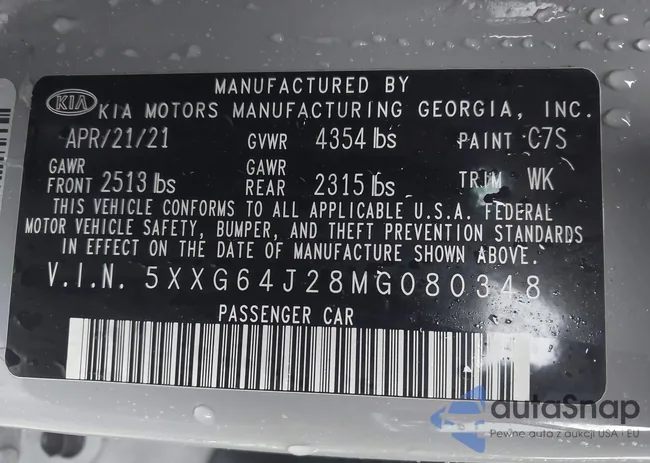 MANUFACTURED BY
KIA KIA MOTORS MANUFACTURING GEORGIA, INC.
APR/21/21 GVWR 4354 lbs PAINT C7S
GAWR FRONT 2513 lbs GAWR REAR 2315 lbs TRIM WK
THIS VEHICLE CONFORMS TO ALL APPLICABLE U.S.A. FEDERAL
MOTOR VEHICLE SAFETY, BUMPER, AND THEFT PREVENTION STANDARDS
IN EFFECT ON THE DATE OF MANUFACTURE SHOWN ABOVE.
V.I.N. 5XXG64J28MG080348
PASSENGER CAR
autaSnap
Pewne auta z aukcji USA i EU